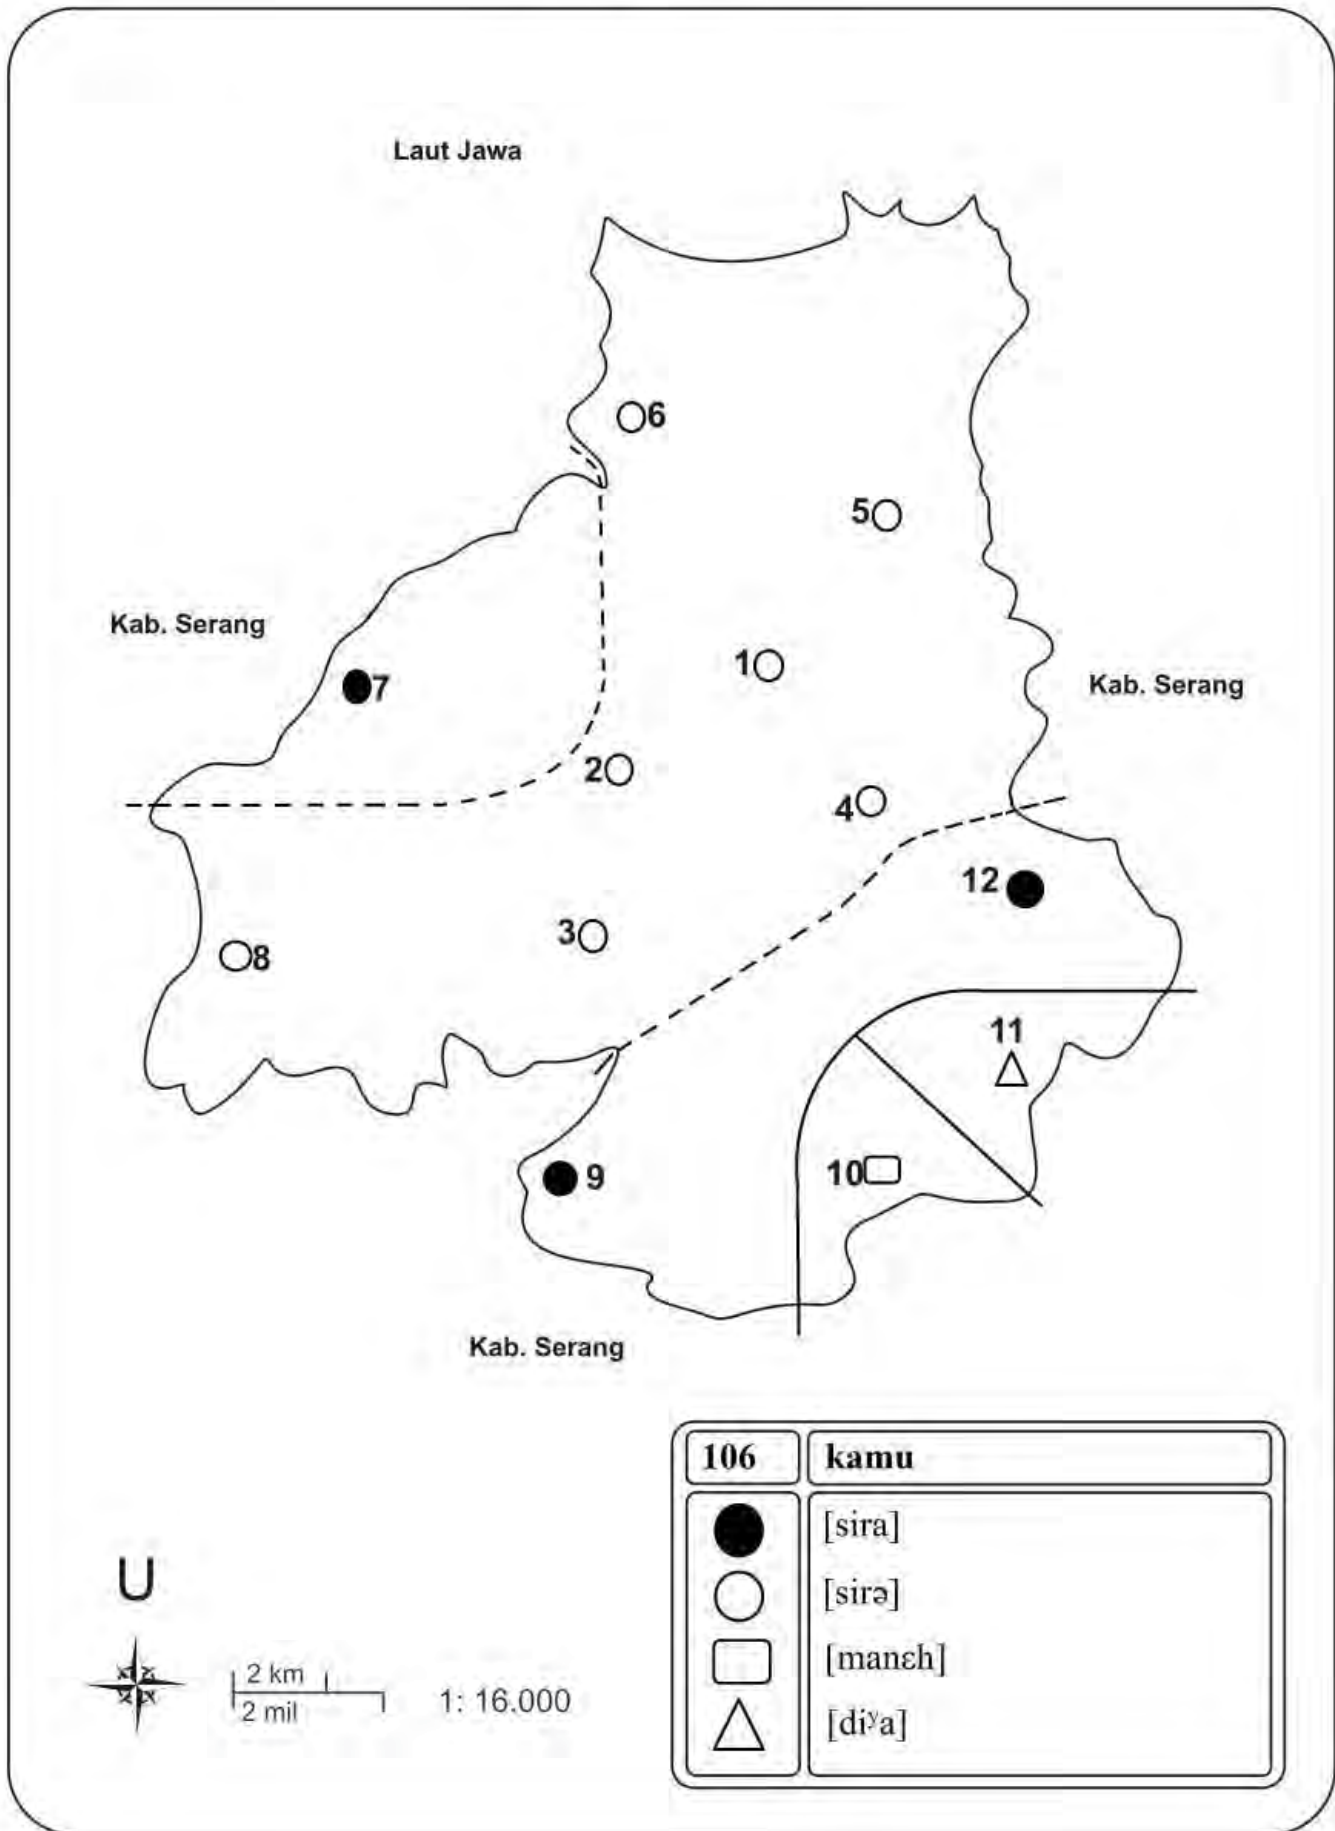 Laut Jawa
6
5
Kab. Serang
1
7
Kab. Serang
2
4
12
3
8
11
10
9
Kab. Serang
106 kamu
[sira]
[sirə]
U
[manɛh]
2 km
2 mil
1: 16.000
[diʸa]